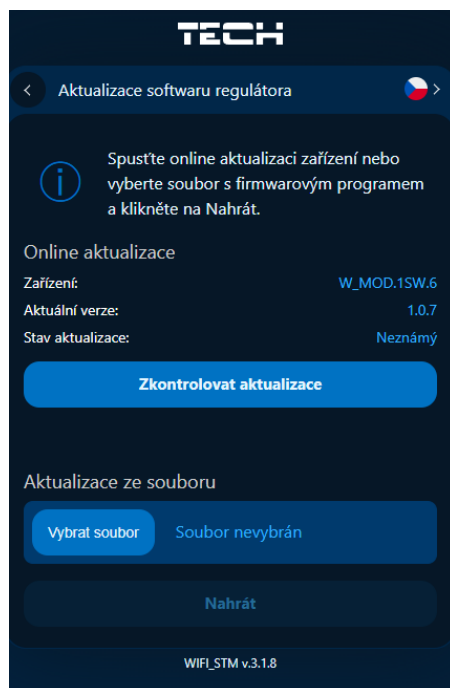 TECH
Aktualizace softwaru regulátora
Spusťte online aktualizaci zařízení nebo
vyberte soubor s firmwarovým programem
a klikněte na Nahrát.
Online aktualizace
Zařízení: W_MOD.1SW.6
Aktuální verze: 1.0.7
Stav aktualizace: Neznámý
Zkontrolovat aktualizace
Aktualizace ze souboru
Vybrat soubor Soubor nevybrán
Nahrát
WIFI_STM v.3.1.8